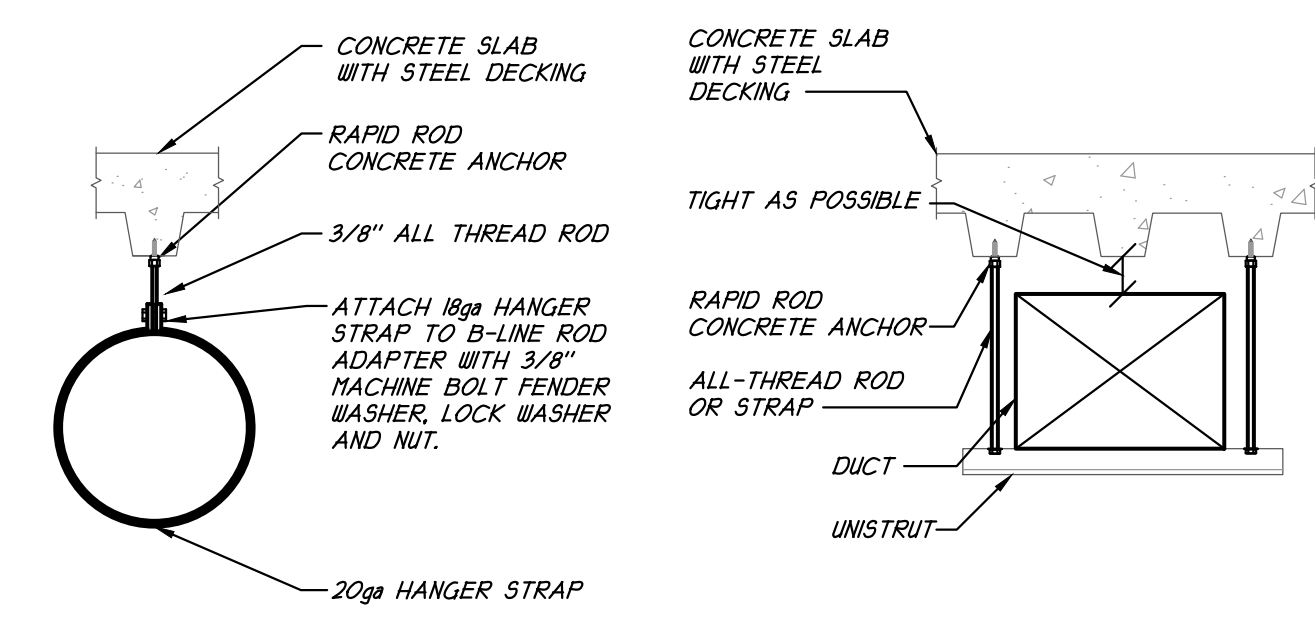 CONCRETE SLAB
WITH STEEL DECKING
RAPID ROD
CONCRETE ANCHOR
3/8" ALL THREAD ROD
ATTACH 18ga HANGER
STRAP TO B-LINE ROD
ADAPTER WITH 3/8"
MACHINE BOLT FENDER
WASHER, LOCK WASHER
AND NUT.
20ga HANGER STRAP
CONCRETE SLAB
WITH STEEL
DECKING
TIGHT AS POSSIBLE
RAPID ROD
CONCRETE ANCHOR
ALL-THREAD ROD
OR STRAP
DUCT
UNISTRUT